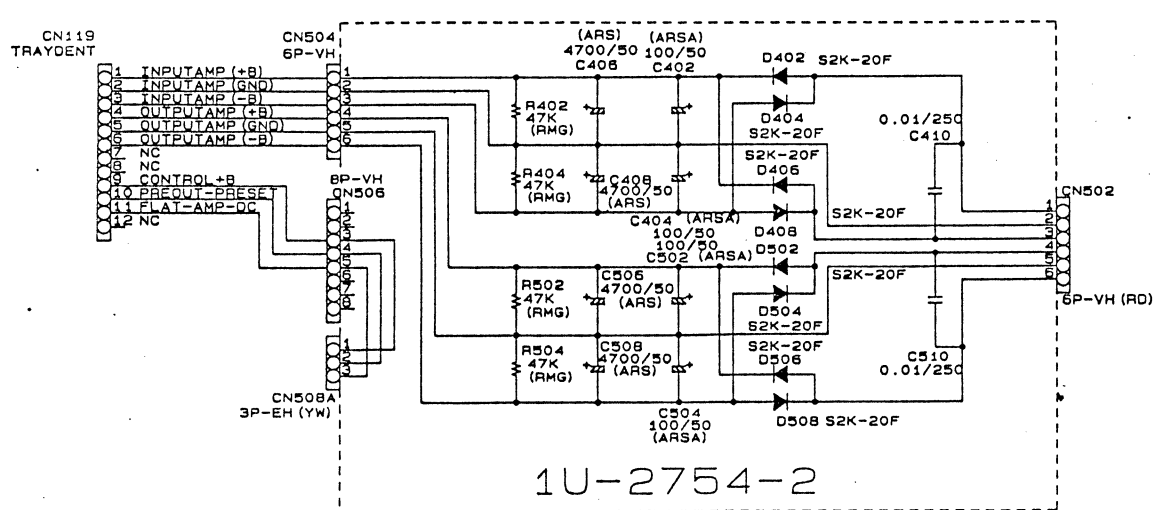 CN119
TRAYDENT
1 INPUTAMP (+B)
2 INPUTAMP (GND)
3 INPUTAMP (-B)
4 OUTPUTAMP (+B)
5 OUTPUTAMP (GND)
6 OUTPUTAMP (-B)
7 NC
8 NC
9 CONTROL+B
10 PREOUT-PRESET
11 FLAT-AMP-DC
12 NC
CN504
6P-VH
1
2
3
4
5
6
8P-VH
CN506
1
2
3
4
5
6
7
8
1
2
3
CN508A
3P-EH (YW)
(ARS)
4700/50
C406
(ARSA)
100/50
C402
D402
S2K-20F
R402
47K
(RMG)
D404
S2K-20F
0.01/250
C410
R404
47K
(RMG)
C408
4700/50
(ARS)
S2K-20F
D406
C404 (ARSA)
100/50
D408
S2K-20F
100/50
C502 (ARSA)
D502
S2K-20F
R502
47K
(RMG)
C506
4700/50
(ARS)
D504
S2K-20F
R504
47K
(RMG)
C508
4700/50
(ARS)
S2K-20F
D506
C510
0.01/250
C504
100/50
(ARSA)
D508 S2K-20F
CN502
1
2
3
4
5
6
6P-VH (RD)
1U-2754-2